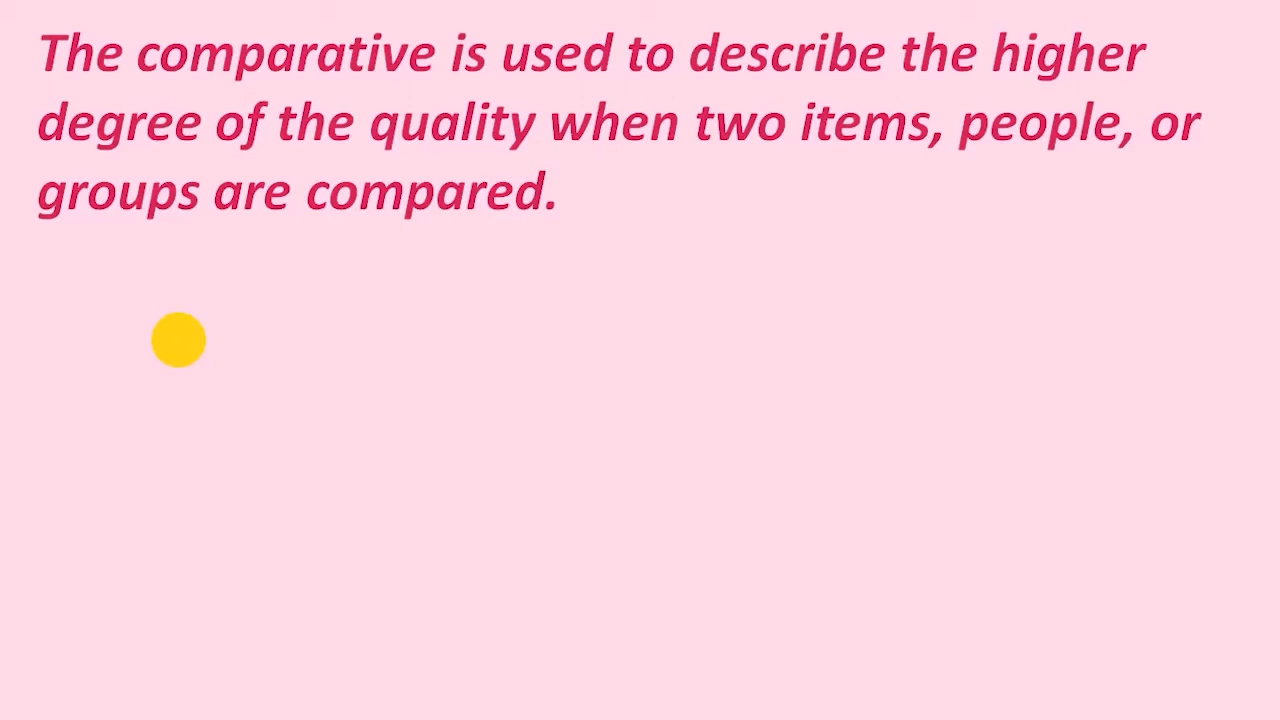 The comparative is used to describe the higher
degree of the quality when two items, people, or
groups are compared.